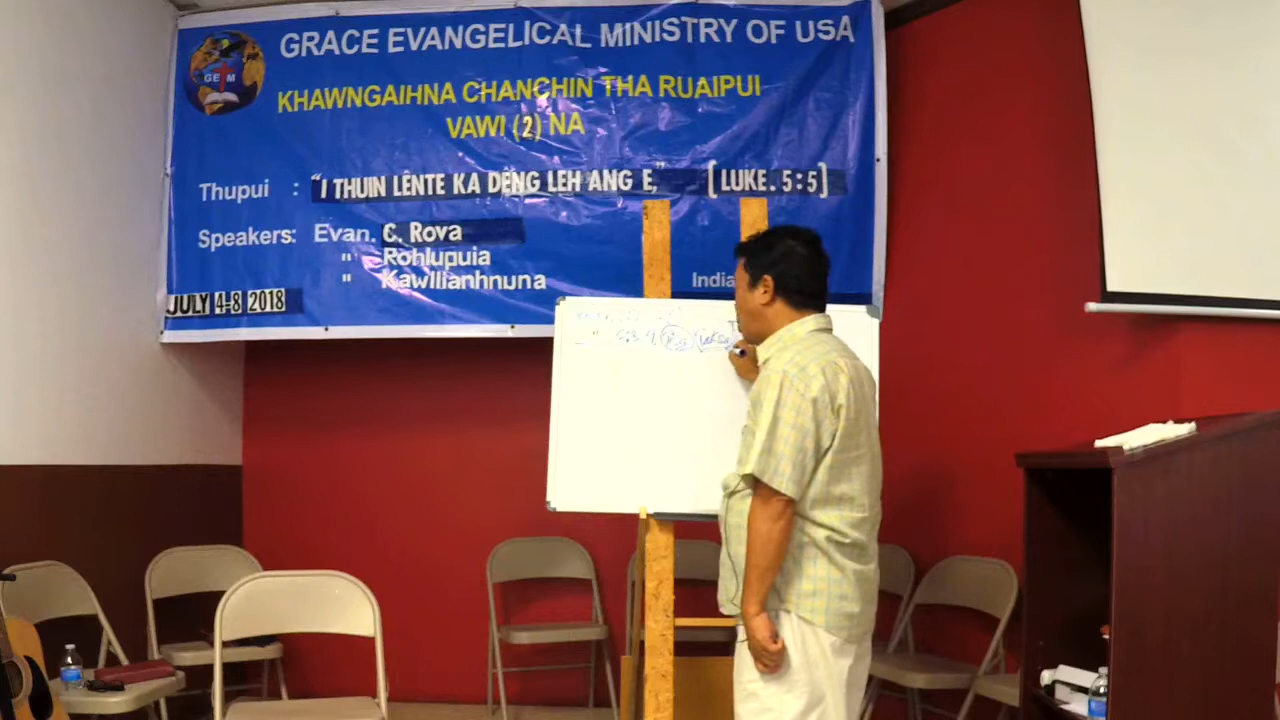 GRACE EVANGELICAL MINISTRY OF USA
GEM
KHAWNGAIHNA CHANCHIN THA RUAIPUI
VAWI (2) NA
Thupui : "I THUIN LÊNTE KA DÊNG LEH ANG E," [LUKE. 5:5]
Speakers: Evan. C. Rova
" Rohlupuia
" Kawllianhnuna
India
JULY 4-8 2018